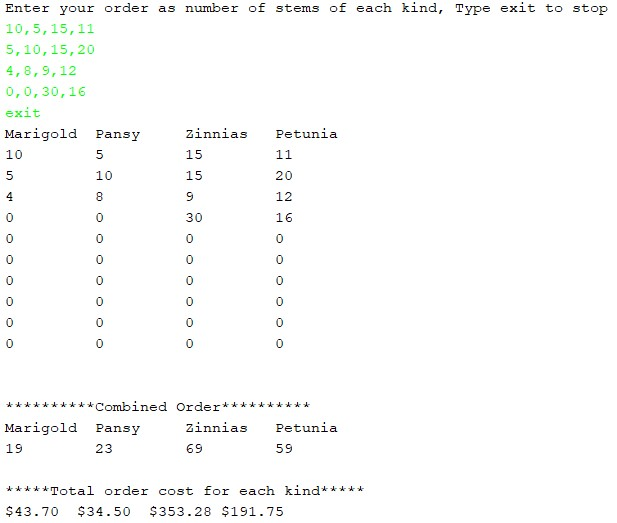 Enter your order as number of stems of each kind, Type exit to stop
10,5,15,11
5,10,15,20
4,8,9,12
0,0,30,16
exit
Marigold Pansy Zinnias Petunia
10 5 15 11
5 10 15 20
4 8 9 12
0 0 30 16
0 0 0 0
0 0 0 0
0 0 0 0
0 0 0 0
0 0 0 0
0 0 0 0
**********Combined Order**********
Marigold Pansy Zinnias Petunia
19 23 69 59
*****Total order cost for each kind*****
$43.70 $34.50 $353.28 $191.75